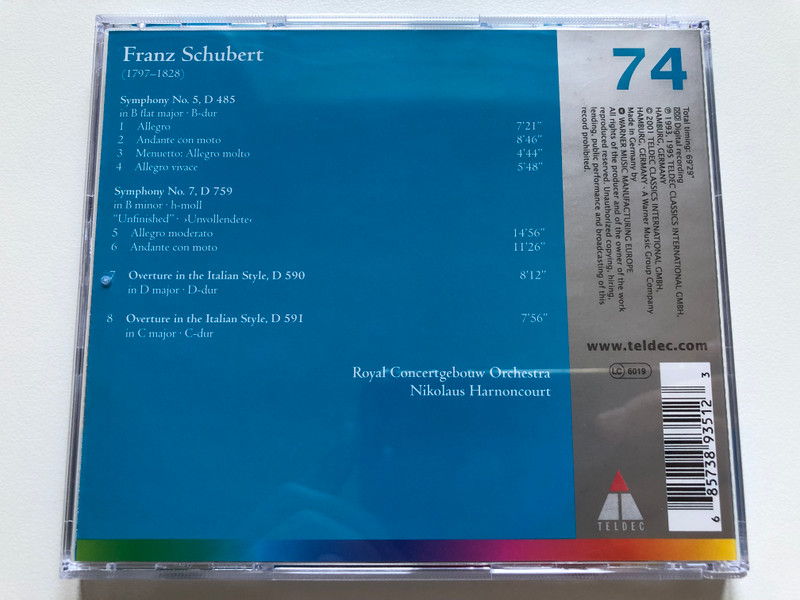 Franz Schubert
(1797–1828)
Symphony No. 5, D 485
in B flat major · B-dur
1 Allegro 7'21"
2 Andante con moto 8'46"
3 Menuetto: Allegro molto 4'44"
4 Allegro vivace 5'48"
Symphony No. 7, D 759
in B minor · h-moll
"Unfinished" · ›Unvollendete‹
5 Allegro moderato 14'56"
6 Andante con moto 11'26"
7 Overture in the Italian Style, D 590 8'12"
in D major · D-dur
8 Overture in the Italian Style, D 591 7'56"
in C major · C-dur
Royal Concertgebouw Orchestra
Nikolaus Harnoncourt
74
Total timing: 69'29"
DDD Digital recording
℗ 1993, 1995 TELDEC CLASSICS INTERNATIONAL GMBH,
HAMBURG, GERMANY
© 2001 TELDEC CLASSICS INTERNATIONAL GMBH,
HAMBURG, GERMANY · A Warner Music Group Company
Made in Germany by
WARNER MUSIC MANUFACTURING EUROPE
All rights of the producer and of the owner of the work
reproduced reserved. Unauthorized copying, hiring,
lending, public performance and broadcasting of this
record prohibited.
www.teldec.com
LC 6019
6 85738 93512 3
TELDEC